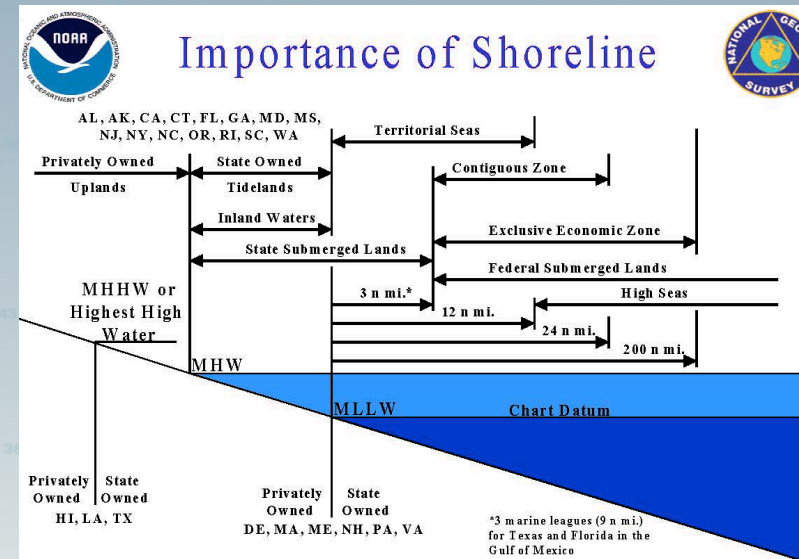 Importance of Shoreline
NOAA
NATIONAL OCEANIC AND ATMOSPHERIC ADMINISTRATION
U.S. DEPARTMENT OF COMMERCE
NATIONAL GEO
SURVEY
AL, AK, CA, CT, FL, GA, MD, MS,
NJ, NY, NC, OR, RI, SC, WA
Territorial Seas
Privately Owned
Uplands
State Owned
Tidelands
Contiguous Zone
Inland Waters
Exclusive Economic Zone
State Submerged Lands
Federal Submerged Lands
MHHW or
Highest High
Water
3 n mi.*
High Seas
12 n mi.
24 n mi.
200 n mi.
MHW
MLLW
Chart Datum
Privately Owned
State Owned
HI, LA, TX
Privately Owned
State Owned
DE, MA, ME, NH, PA, VA
*3 marine leagues (9 n mi.)
for Texas and Florida in the
Gulf of Mexico